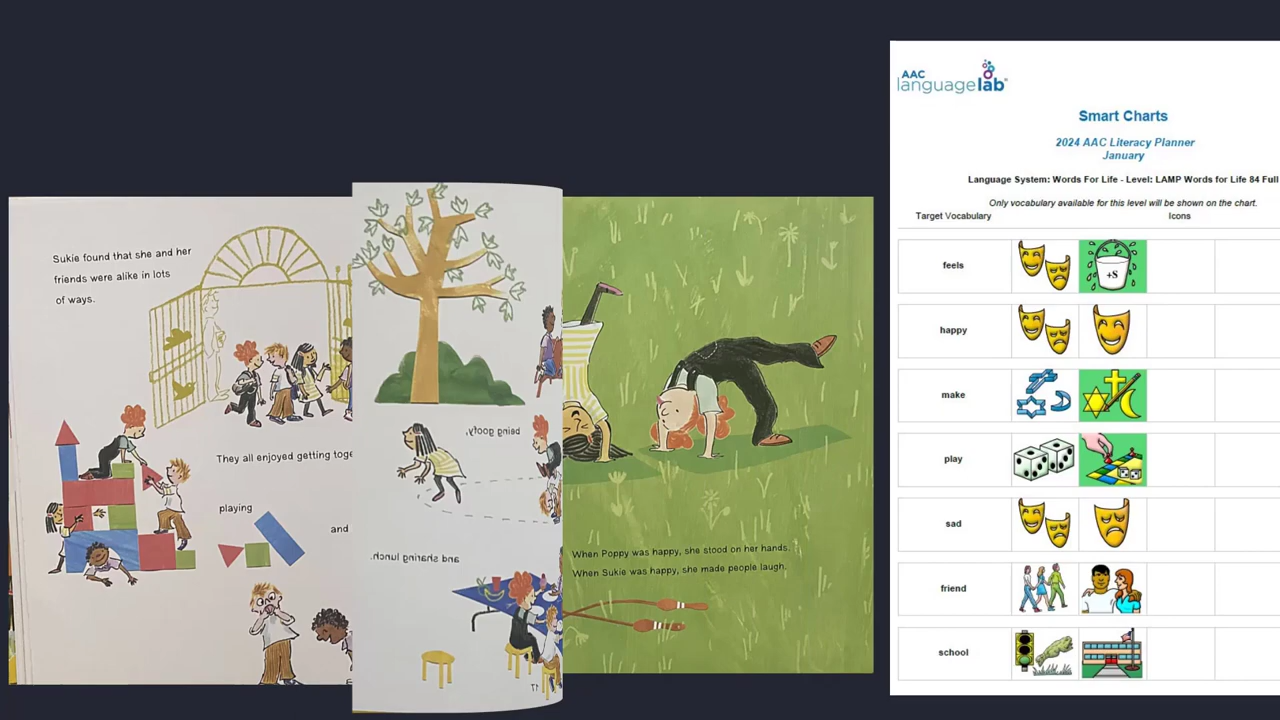 Sukie found that she and her
friends were alike in lots
of ways.
They all enjoyed getting toge
playing
and
being goofy,
and sharing lunch.
17
When Poppy was happy, she stood on her hands.
When Sukie was happy, she made people laugh.
AAC
languagelab
Smart Charts
2024 AAC Literacy Planner
January
Language System: Words For Life - Level: LAMP Words for Life 84 Full
Only vocabulary available for this level will be shown on the chart.
Target Vocabulary Icons
feels
+S
happy
make
play
sad
friend
school